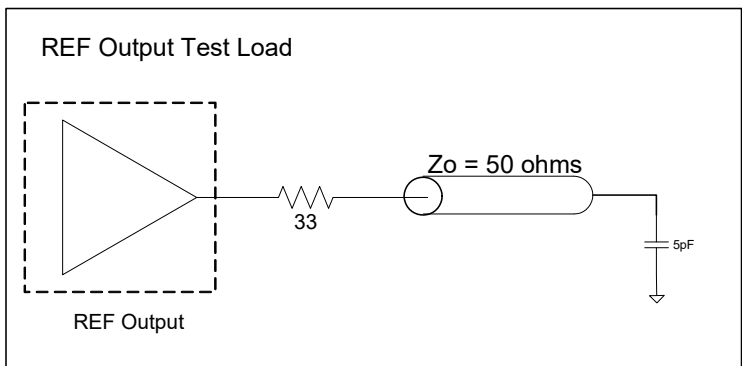 REF Output Test Load
Zo = 50 ohms
33
5pF
REF Output